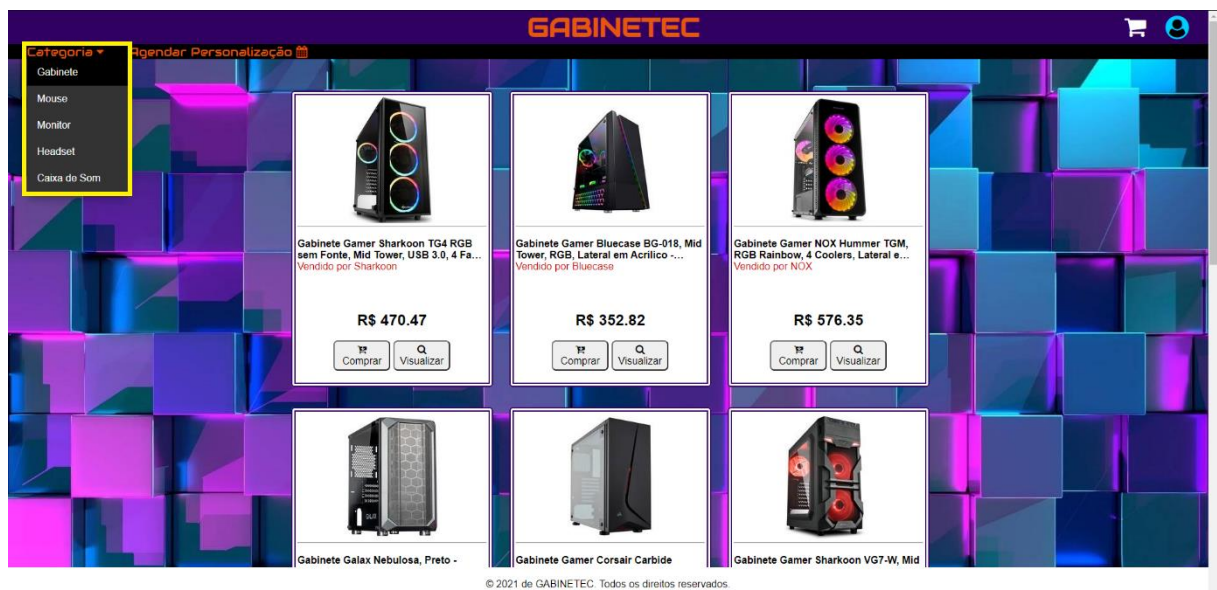 GABINETEC
Categoria
Agendar Personalização
Gabinete
Mouse
Monitor
Headset
Caixa de Som
Gabinete Gamer Sharkoon TG4 RGB
sem Fonte, Mid Tower, USB 3.0, 4 Fa...
Vendido por Sharkoon
R$ 470.47
Comprar
Visualizar
Gabinete Gamer Bluecase BG-018, Mid
Tower, RGB, Lateral em Acrílico -...
Vendido por Bluecase
R$ 352.82
Comprar
Visualizar
Gabinete Gamer NOX Hummer TGM,
RGB Rainbow, 4 Coolers, Lateral e...
Vendido por NOX
R$ 576.35
Comprar
Visualizar
Gabinete Galax Nebulosa, Preto -
Gabinete Gamer Corsair Carbide
Gabinete Gamer Sharkoon VG7-W, Mid
© 2021 de GABINETEC. Todos os direitos reservados.